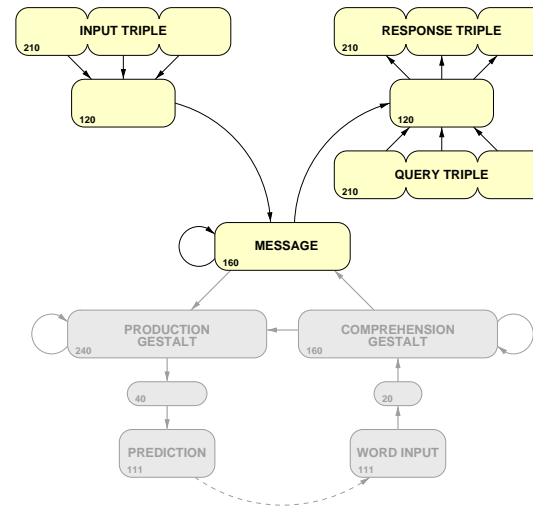 INPUT TRIPLE
210
RESPONSE TRIPLE
210
120
120
QUERY TRIPLE
210
MESSAGE
160
PRODUCTION
GESTALT
240
COMPREHENSION
GESTALT
160
40
20
PREDICTION
111
WORD INPUT
111